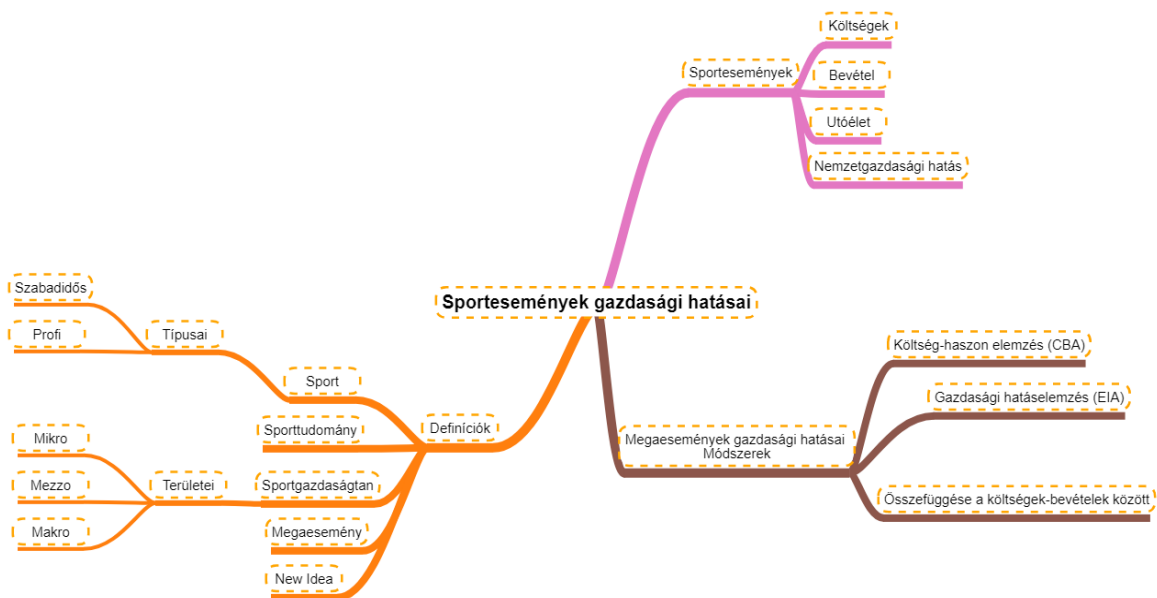 Költségek
Sportesemények
Bevétel
Utóélet
Nemzetgazdasági hatás
Sportesemények gazdasági hatásai
Szabadidős
Profi
Típusai
Sport
Sporttudomány
Definíciók
Mikro
Mezzo
Makro
Területei
Sportgazdaságtan
Megaesemény
New Idea
Költség-haszon elemzés (CBA)
Gazdasági hatáselemzés (EIA)
Megaesemények gazdasági hatásai
Módszerek
Összefüggése a költségek-bevételek között